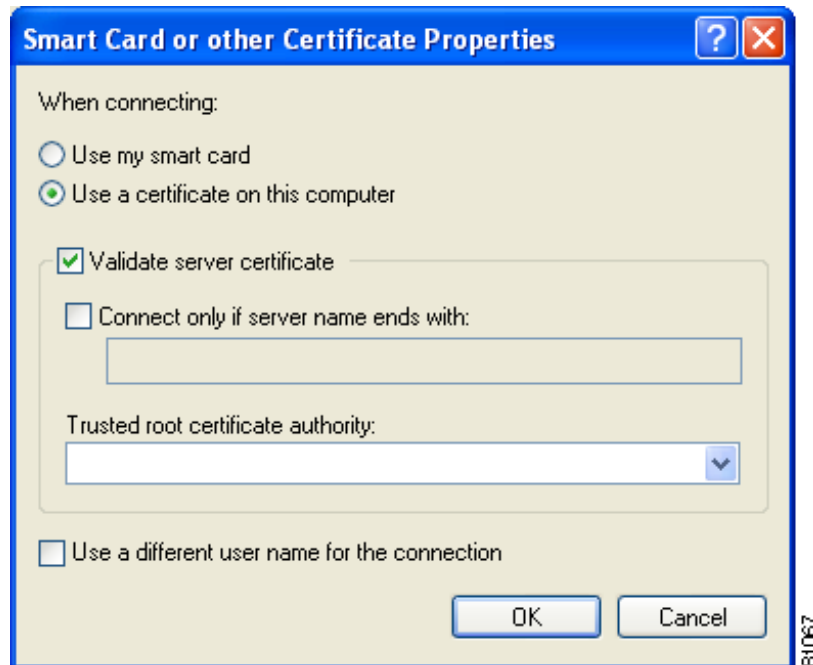 Smart Card or other Certificate Properties
When connecting:
Use my smart card
Use a certificate on this computer
Validate server certificate
Connect only if server name ends with:
Trusted root certificate authority:
Use a different user name for the connection
OK Cancel
81067